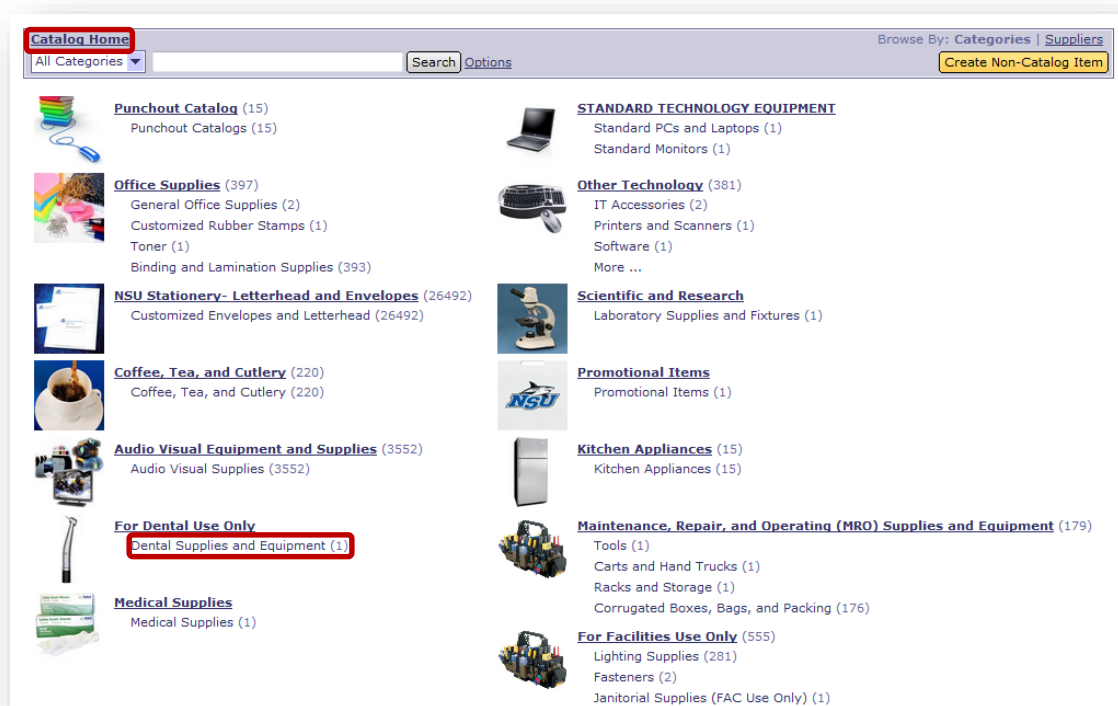 Catalog Home
Browse By: Categories | Suppliers
All Categories
Search Options
Create Non-Catalog Item
Punchout Catalog (15)
Punchout Catalogs (15)
Office Supplies (397)
General Office Supplies (2)
Customized Rubber Stamps (1)
Toner (1)
Binding and Lamination Supplies (393)
NSU Stationery- Letterhead and Envelopes (26492)
Customized Envelopes and Letterhead (26492)
Coffee, Tea, and Cutlery (220)
Coffee, Tea, and Cutlery (220)
Audio Visual Equipment and Supplies (3552)
Audio Visual Supplies (3552)
For Dental Use Only
Dental Supplies and Equipment (1)
Medical Supplies
Medical Supplies (1)
STANDARD TECHNOLOGY EQUIPMENT
Standard PCs and Laptops (1)
Standard Monitors (1)
Other Technology (381)
IT Accessories (2)
Printers and Scanners (1)
Software (1)
More ...
Scientific and Research
Laboratory Supplies and Fixtures (1)
NSU
Promotional Items
Promotional Items (1)
Kitchen Appliances (15)
Kitchen Appliances (15)
Maintenance, Repair, and Operating (MRO) Supplies and Equipment (179)
Tools (1)
Carts and Hand Trucks (1)
Racks and Storage (1)
Corrugated Boxes, Bags, and Packing (176)
For Facilities Use Only (555)
Lighting Supplies (281)
Fasteners (2)
Janitorial Supplies (FAC Use Only) (1)